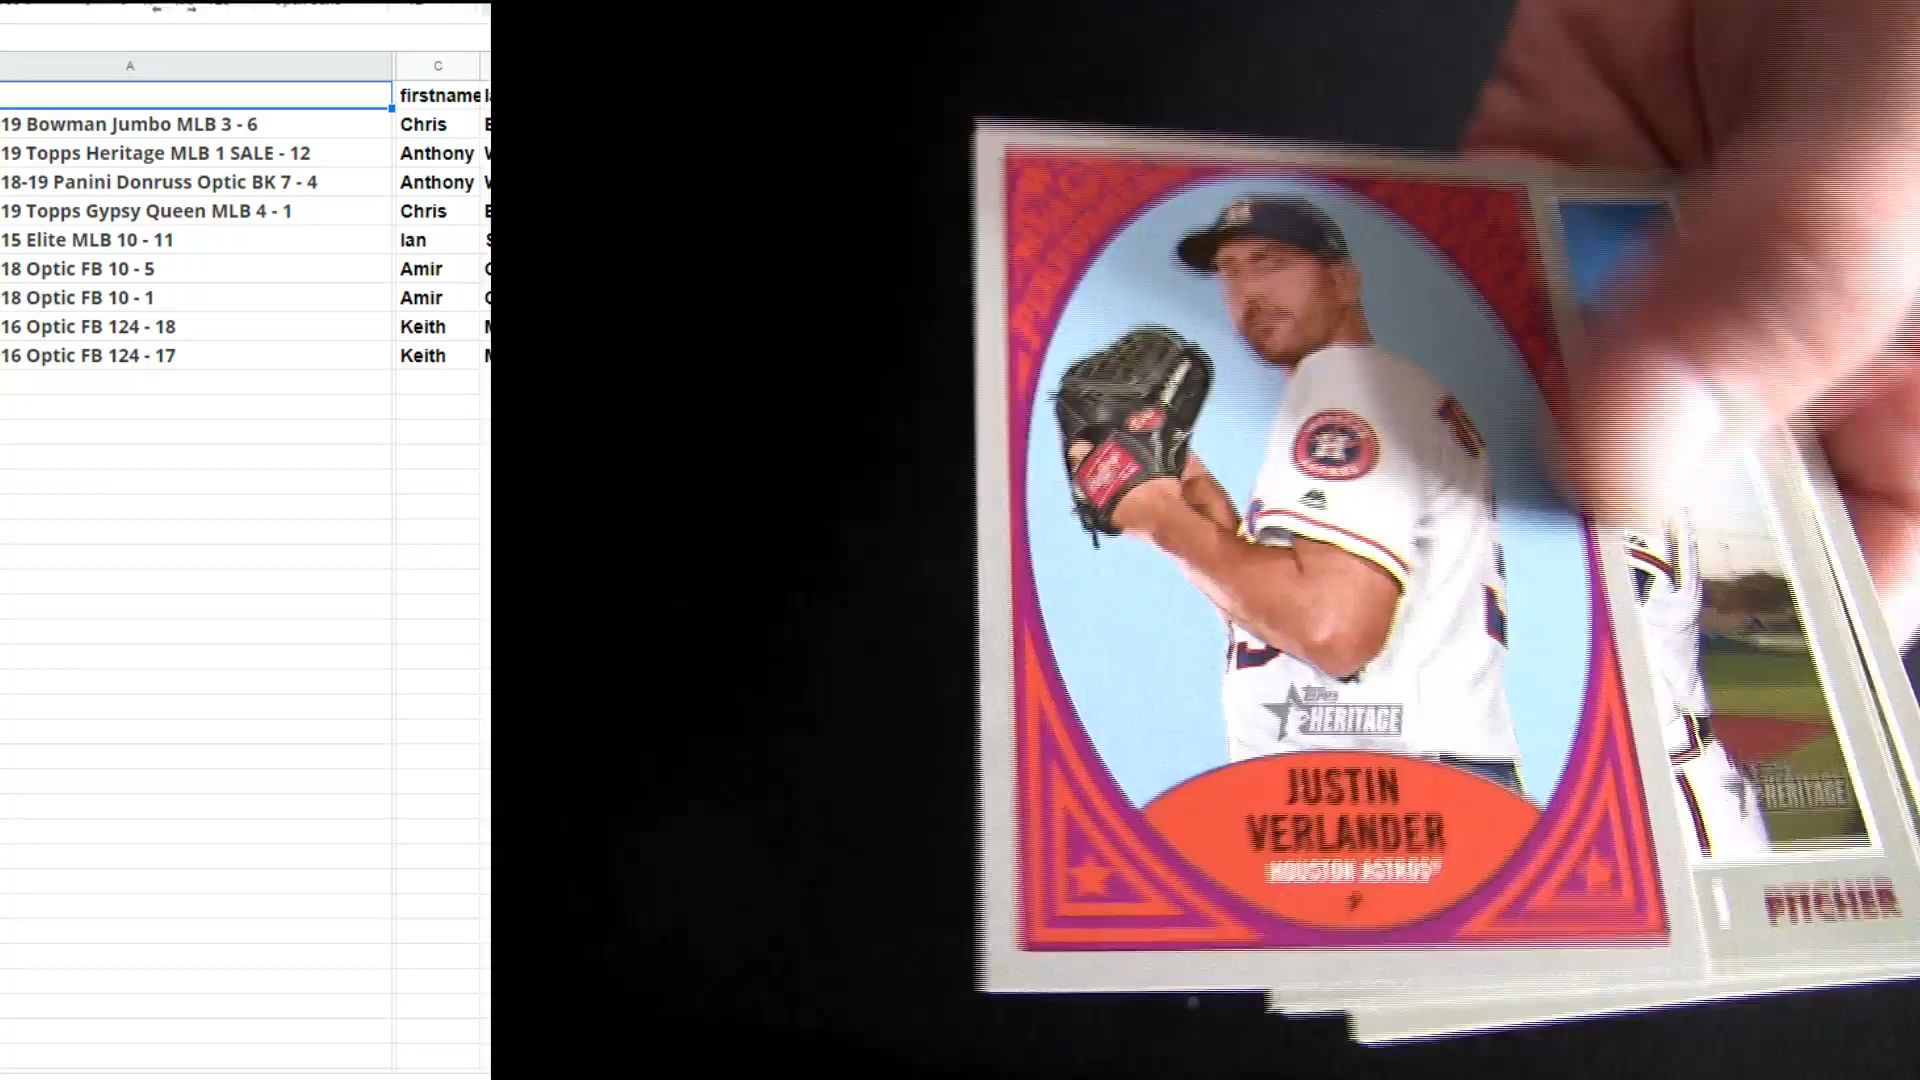 A
C
firstname
19 Bowman Jumbo MLB 3 - 6
Chris
19 Topps Heritage MLB 1 SALE - 12
Anthony
18-19 Panini Donruss Optic BK 7 - 4
Anthony
19 Topps Gypsy Queen MLB 4 - 1
Chris
15 Elite MLB 10 - 11
Ian
18 Optic FB 10 - 5
Amir
18 Optic FB 10 - 1
Amir
16 Optic FB 124 - 18
Keith
16 Optic FB 124 - 17
Keith
TOPPS
HERITAGE
JUSTIN
VERLANDER
HOUSTON ASTROS
P
HERITAGE
PITCHER